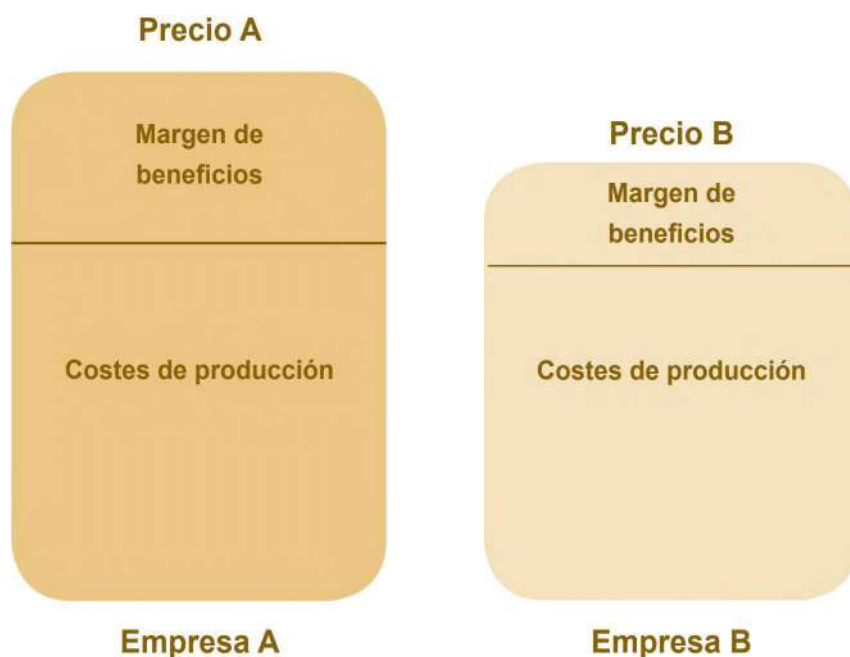 Precio A
Margen de
beneficios
Costes de producción
Empresa A
Precio B
Margen de
beneficios
Costes de producción
Empresa B